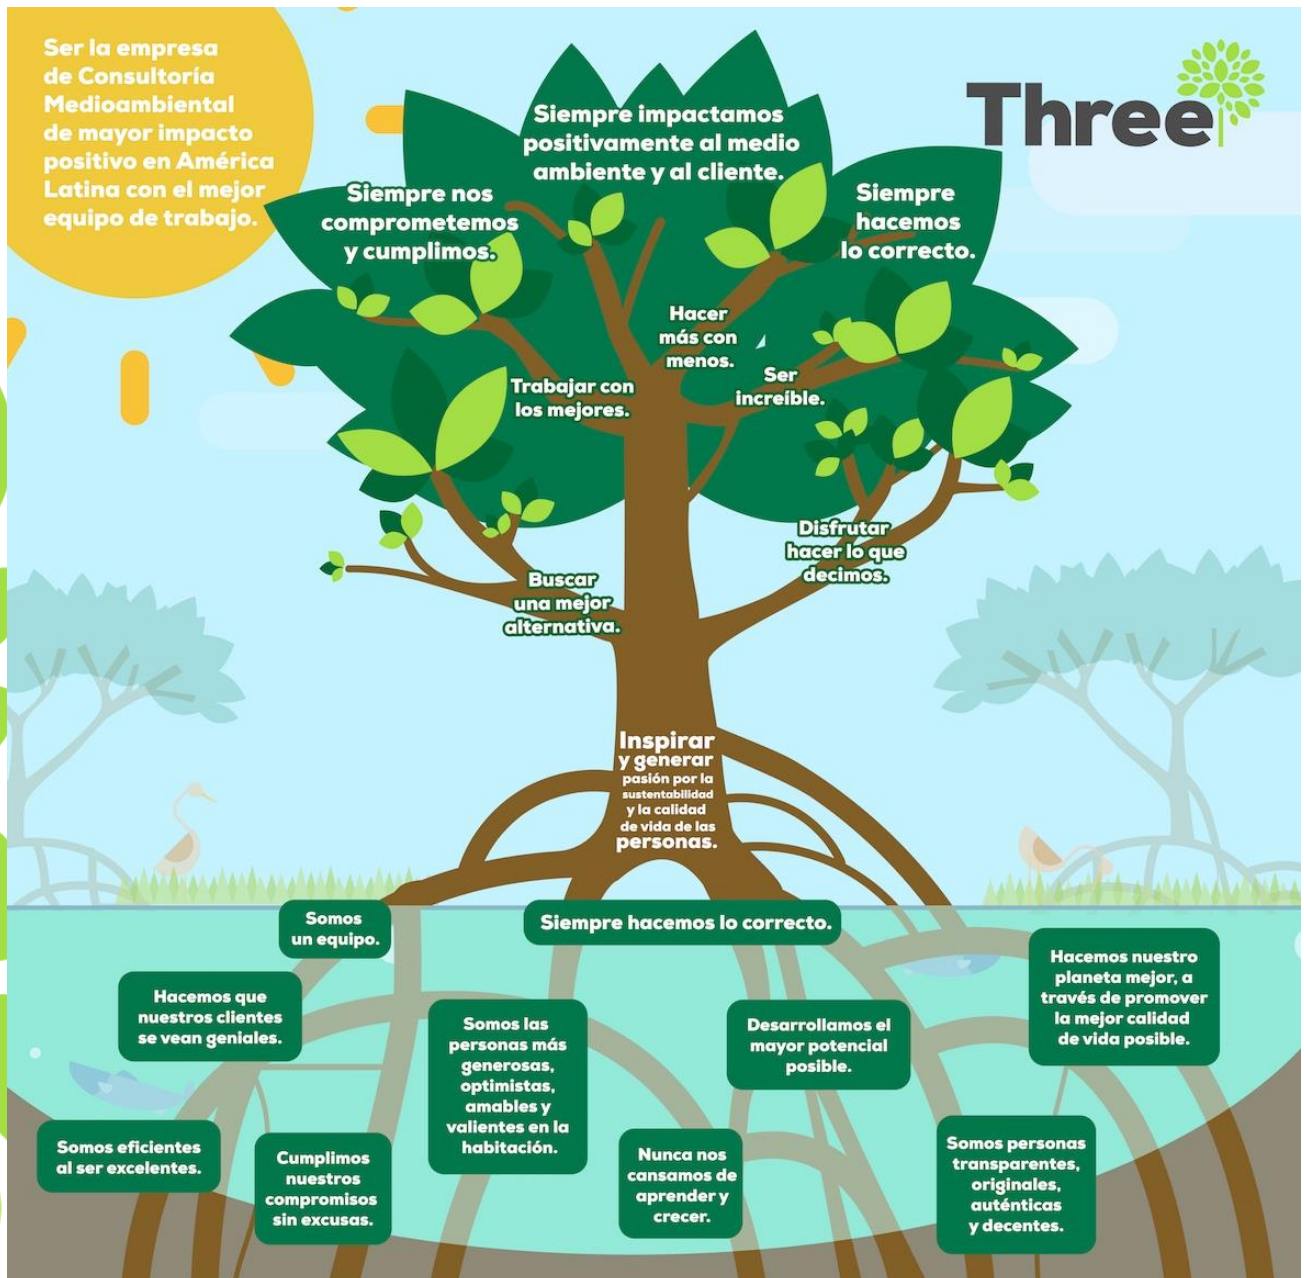 Ser la empresa
de Consultoría
Medioambiental
de mayor impacto
positivo en América
Latina con el mejor
equipo de trabajo.
Three
Siempre impactamos
positivamente al medio
ambiente y al cliente.
Siempre nos
comprometemos
y cumplimos.
Siempre
hacemos
lo correcto.
Hacer
más con
menos.
Trabajar con
los mejores.
Ser
increíble.
Disfrutar
hacer lo que
decimos.
Buscar
una mejor
alternativa.
Inspirar
y generar
pasión por la
sustentabilidad
y la calidad
de vida de las
personas.
Somos
un equipo.
Siempre hacemos lo correcto.
Hacemos nuestro
planeta mejor, a
través de promover
la mejor calidad
de vida posible.
Hacemos que
nuestros clientes
se vean geniales.
Somos las
personas más
generosas,
optimistas,
amables y
valientes en la
habitación.
Desarrollamos el
mayor potencial
posible.
Somos eficientes
al ser excelentes.
Cumplimos
nuestros
compromisos
sin excusas.
Nunca nos
cansamos de
aprender y
crecer.
Somos personas
transparentes,
originales,
auténticas
y decentes.